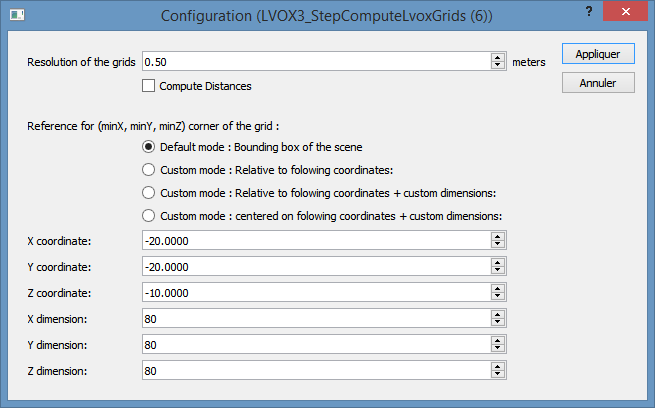 Configuration (LVOX3_StepComputeLvoxGrids (6))
?
Resolution of the grids 0.50 meters
Appliquer
Compute Distances
Annuler
Reference for (minX, minY, minZ) corner of the grid :
Default mode : Bounding box of the scene
Custom mode : Relative to folowing coordinates:
Custom mode : Relative to folowing coordinates + custom dimensions:
Custom mode : centered on folowing coordinates + custom dimensions:
X coordinate: -20.0000
Y coordinate: -20.0000
Z coordinate: -10.0000
X dimension: 80
Y dimension: 80
Z dimension: 80